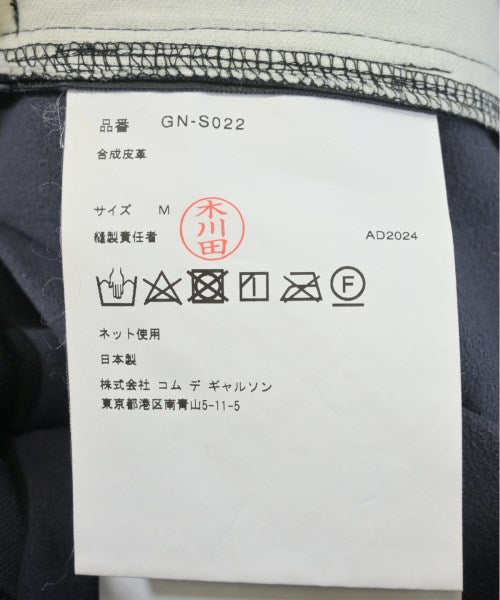 品番 GN-S022
合成皮革
サイズ M
縫製責任者 木川田 AD2024
F
ネット使用
日本製
株式会社 コム デ ギャルソン
東京都港区南青山5-11-5